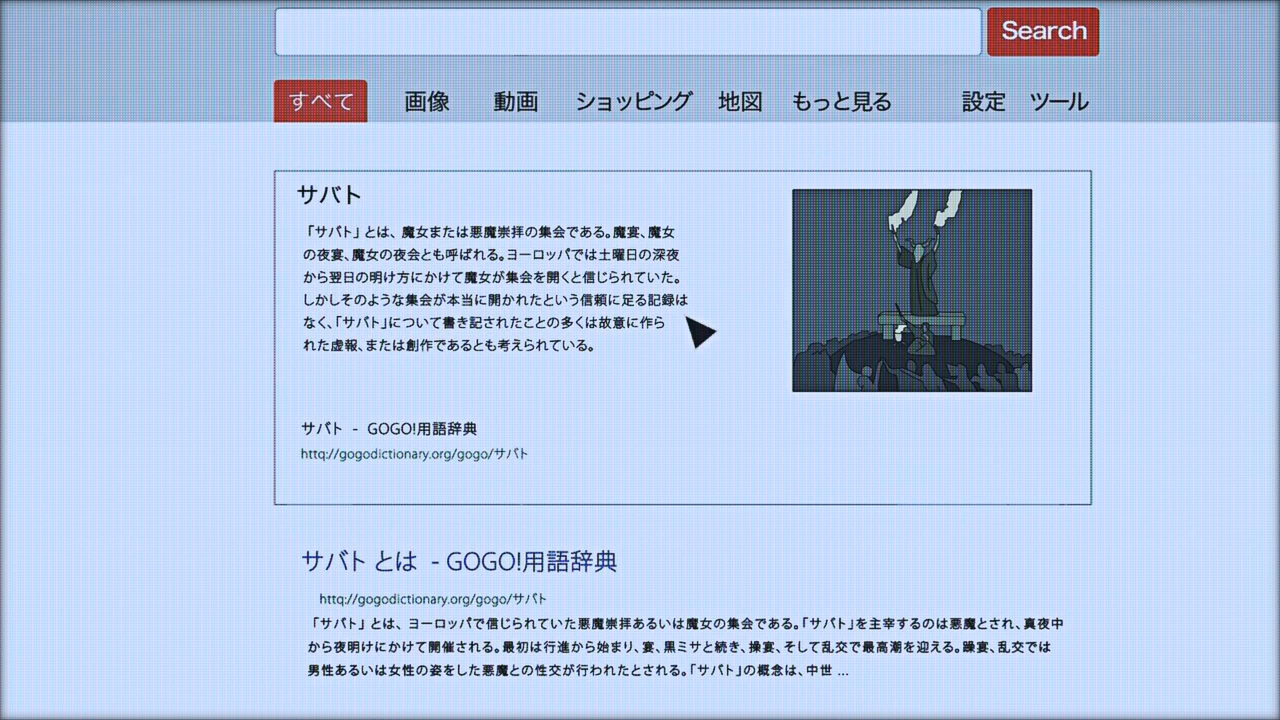 Search
すべて 画像 動画 ショッピング 地図 もっと見る 設定 ツール
サバト
「サバト」とは、魔女または悪魔崇拝の集会である。魔宴、魔女
の夜宴、魔女の夜会とも呼ばれる。ヨーロッパでは土曜日の深夜
から翌日の明け方にかけて魔女が集会を開くと信じられていた。
しかしそのような集会が本当に開かれたという信頼に足る記録は
なく、「サバト」について書き記されたことの多くは故意に作ら
れた虚報、または創作であるとも考えられている。
サバト - GOGO!用語辞典
httq://gogodictionary.org/gogo/サバト
サバト とは - GOGO!用語辞典
httq://gogodictionary.org/gogo/サバト
「サバト」とは、ヨーロッパで信じられていた悪魔崇拝あるいは魔女の集会である。「サバト」を主宰するのは悪魔とされ、真夜中
から夜明けにかけて開催される。最初は行進から始まり、宴、黒ミサと続き、操宴、そして乱交で最高潮を迎える。躁宴、乱交では
男性あるいは女性の姿をした悪魔との性交が行われたとされる。「サバト」の概念は、中世 ...